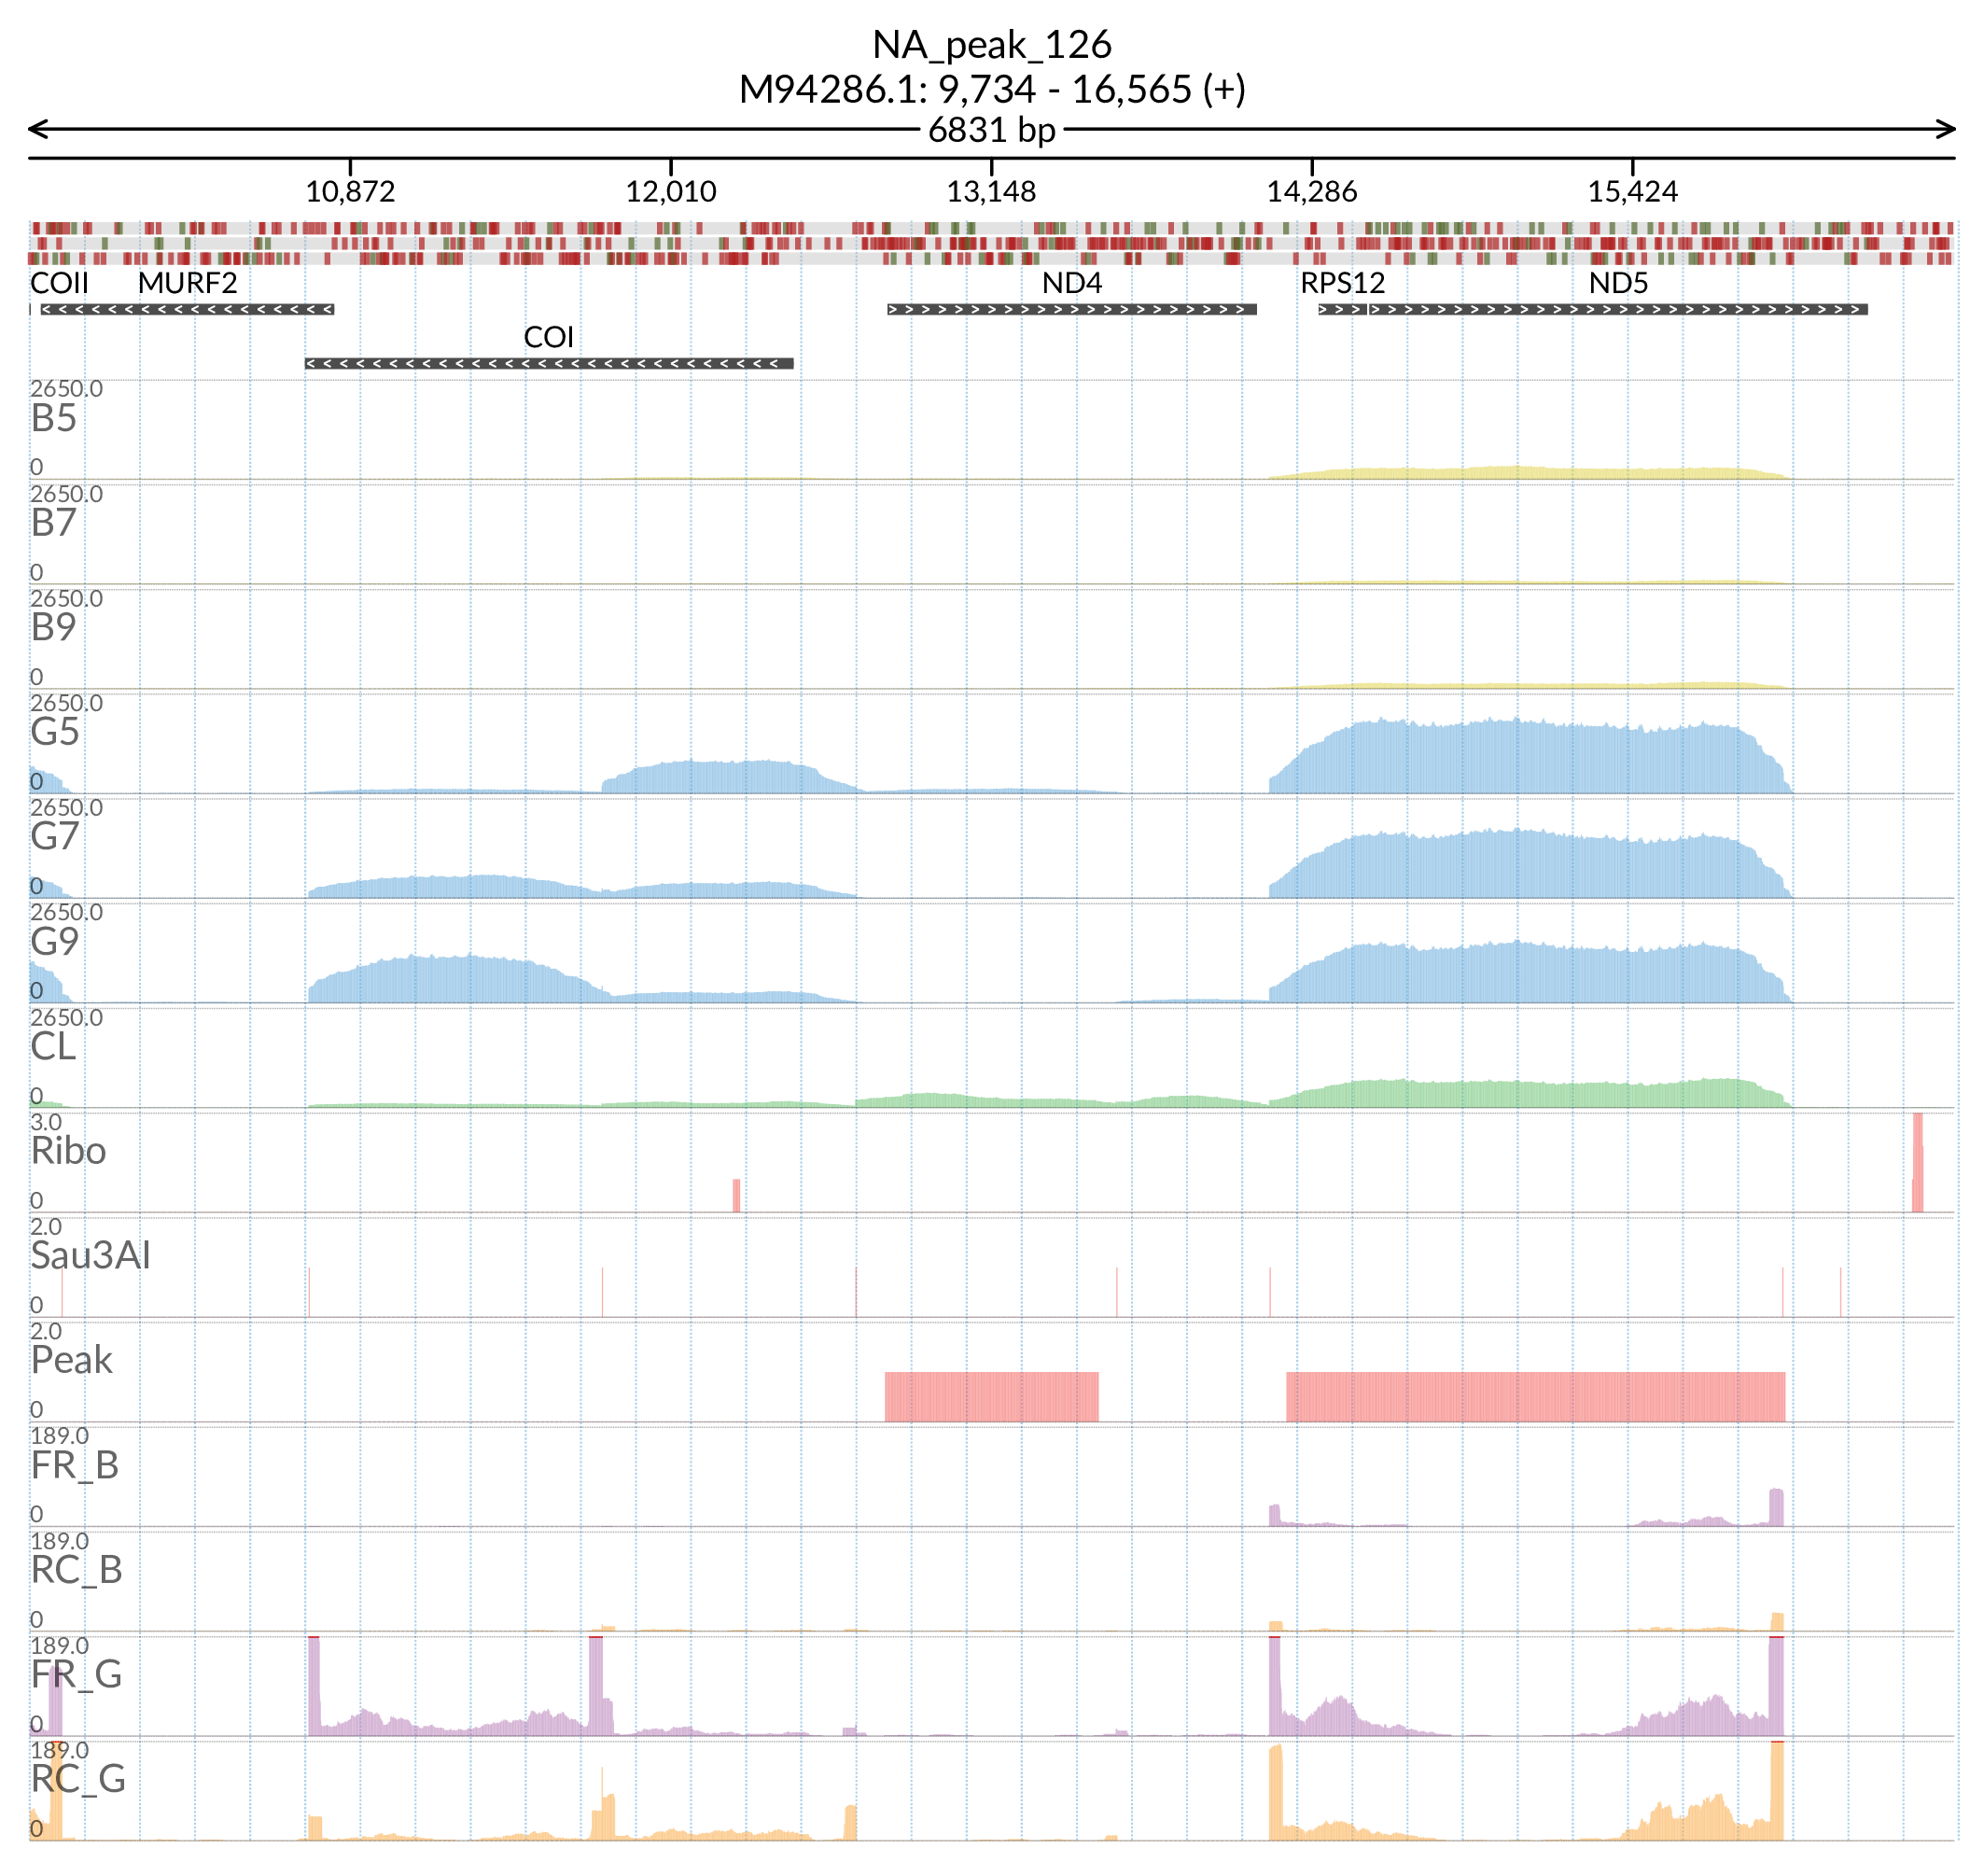 NA_peak_126
M94286.1: 9,734 - 16,565 (+)
6831 bp
10,872 12,010 13,148 14,286 15,424
COII MURF2 ND4 RPS12 ND5
COI
2650.0
B5
0
2650.0
B7
0
2650.0
B9
0
2650.0
G5
0
2650.0
G7
0
2650.0
G9
0
2650.0
CL
0
3.0
Ribo
0
2.0
Sau3AI
0
2.0
Peak
0
189.0
FR_B
0
189.0
RC_B
0
189.0
FR_G
0
189.0
RC_G
0